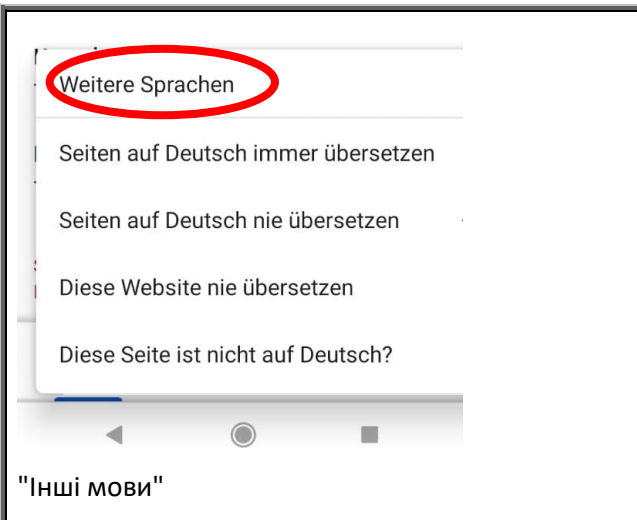 Weitere Sprachen
Seiten auf Deutsch immer übersetzen
Seiten auf Deutsch nie übersetzen
Diese Website nie übersetzen
Diese Seite ist nicht auf Deutsch?
"Інші мови"